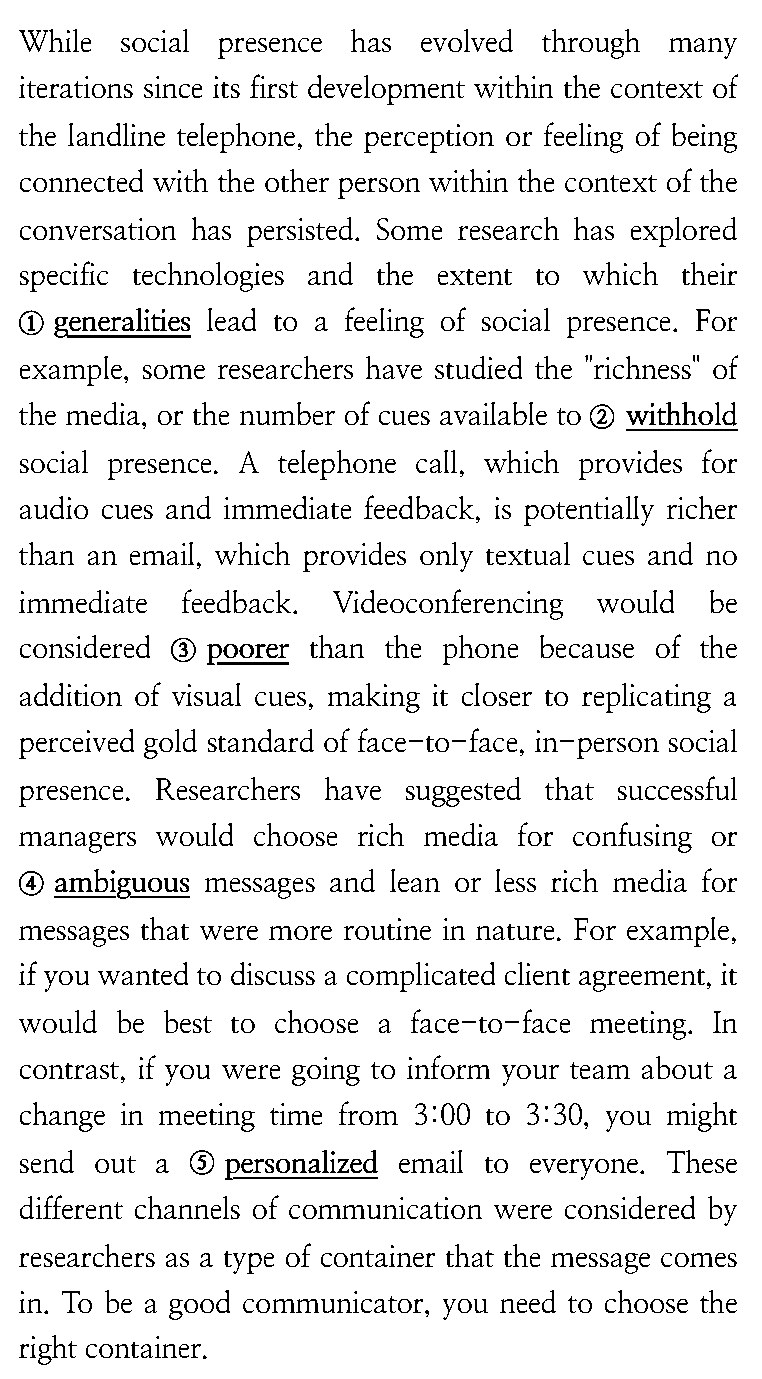 While social presence has evolved through many
iterations since its first development within the context of
the landline telephone, the perception or feeling of being
connected with the other person within the context of the
conversation has persisted. Some research has explored
specific technologies and the extent to which their
① generalities lead to a feeling of social presence. For
example, some researchers have studied the "richness" of
the media, or the number of cues available to ② withhold
social presence. A telephone call, which provides for
audio cues and immediate feedback, is potentially richer
than an email, which provides only textual cues and no
immediate feedback. Videoconferencing would be
considered ③ poorer than the phone because of the
addition of visual cues, making it closer to replicating a
perceived gold standard of face-to-face, in-person social
presence. Researchers have suggested that successful
managers would choose rich media for confusing or
④ ambiguous messages and lean or less rich media for
messages that were more routine in nature. For example,
if you wanted to discuss a complicated client agreement, it
would be best to choose a face-to-face meeting. In
contrast, if you were going to inform your team about a
change in meeting time from 3:00 to 3:30, you might
send out a ⑤ personalized email to everyone. These
different channels of communication were considered by
researchers as a type of container that the message comes
in. To be a good communicator, you need to choose the
right container.